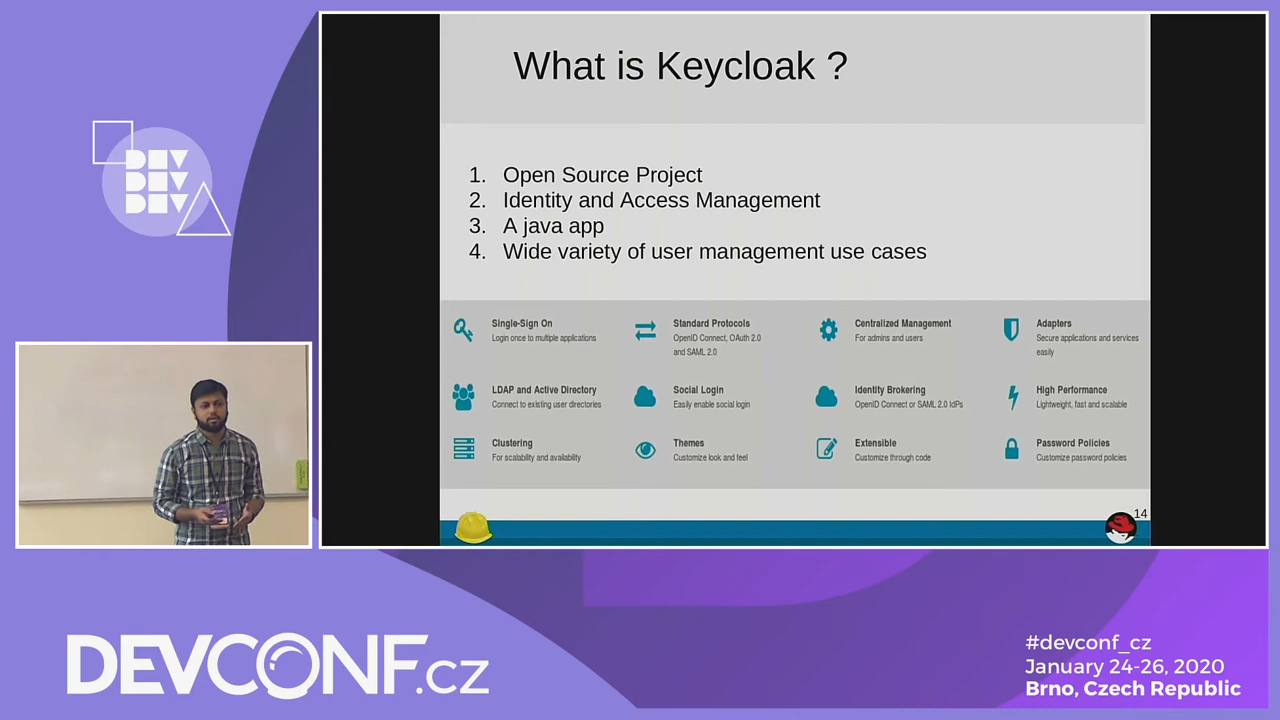 What is Keycloak ?
1. Open Source Project
2. Identity and Access Management
3. A java app
4. Wide variety of user management use cases
Single-Sign On
Login once to multiple applications
Standard Protocols
OpenID Connect, OAuth 2.0
and SAML 2.0
Centralized Management
For admins and users
Adapters
Secure applications and services
easily
LDAP and Active Directory
Connect to existing user directories
Social Login
Easily enable social login
Identity Brokering
OpenID Connect or SAML 2.0 IdPs
High Performance
Lightweight, fast and scalable
Clustering
For scalability and availability
Themes
Customize look and feel
Extensible
Customize through code
Password Policies
Customize password policies
14
DEV
DEV
DEV
DEVCONF.cz
#devconf_cz
January 24-26, 2020
Brno, Czech Republic